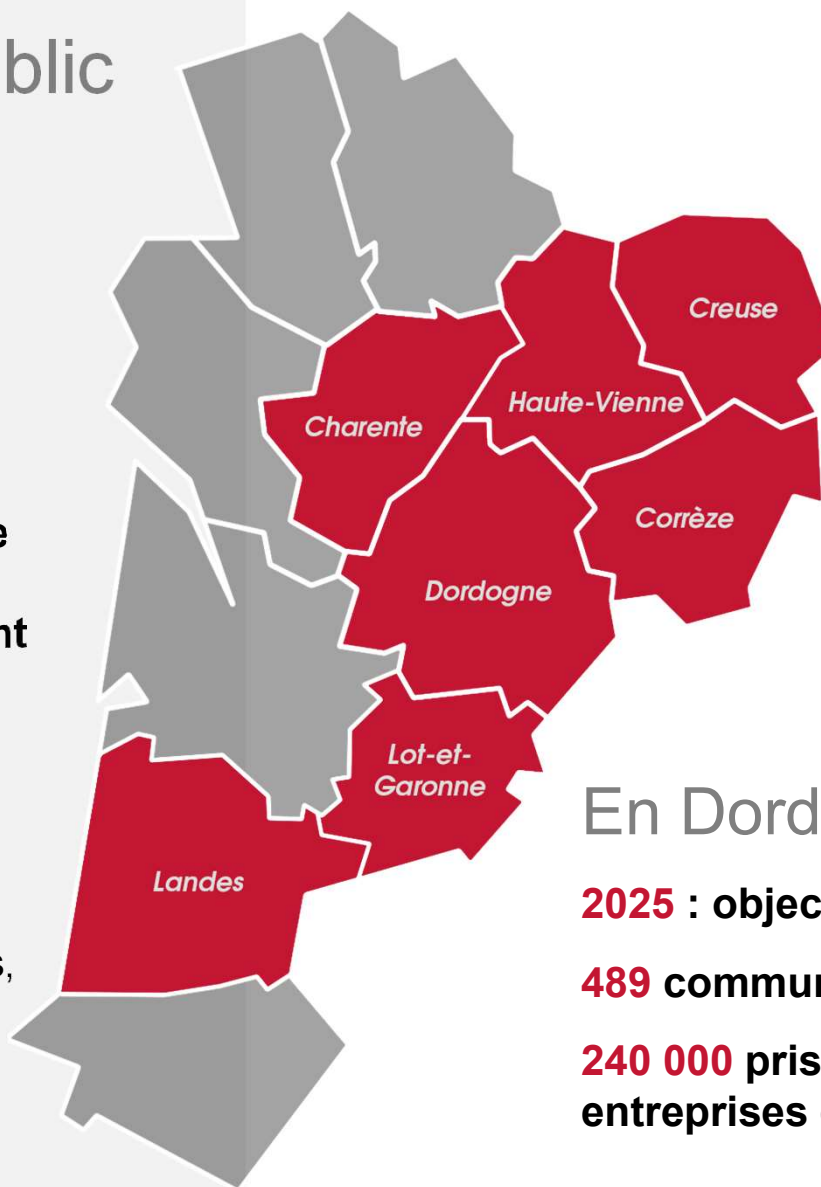 blic
e
nt
s,
Creuse
Haute-Vienne
Charente
Corrèze
Dordogne
Lot-et-
Garonne
Landes
En Dord
2025 : objec
489 commu
240 000 pris
entreprises